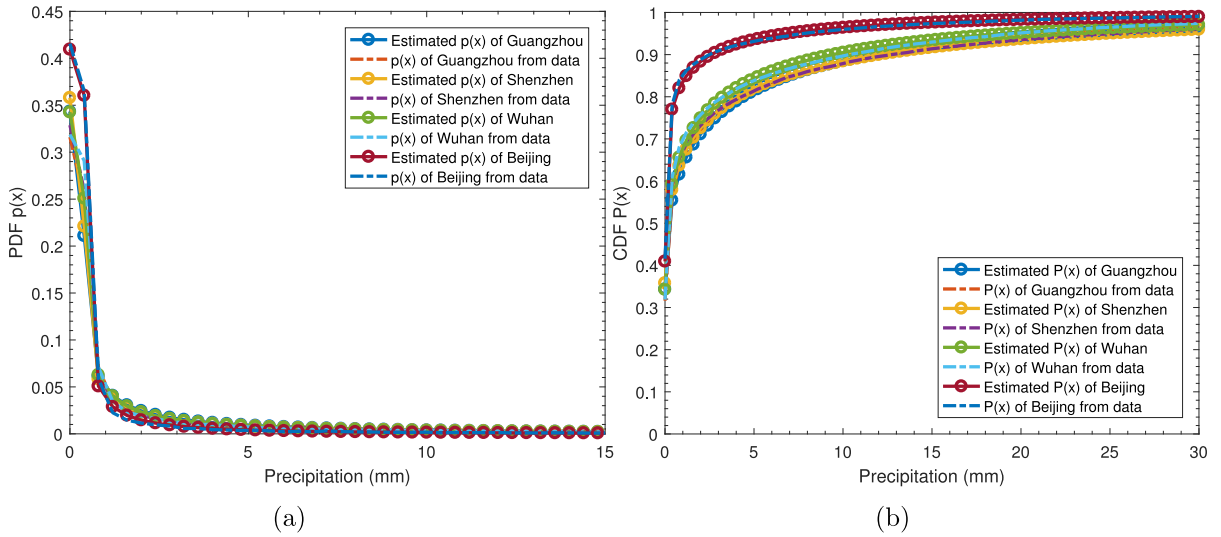 0.45
0.4
0.35
0.3
0.25
0.2
0.15
0.1
0.05
0
PDF p(x)
Estimated p(x) of Guangzhou
p(x) of Guangzhou from data
Estimated p(x) of Shenzhen
p(x) of Shenzhen from data
Estimated p(x) of Wuhan
p(x) of Wuhan from data
Estimated p(x) of Beijing
p(x) of Beijing from data
0 5 10 15
Precipitation (mm)
(a)
1
0.9
0.8
0.7
0.6
0.5
0.4
0.3
0.2
0.1
0
CDF P(x)
Estimated P(x) of Guangzhou
P(x) of Guangzhou from data
Estimated P(x) of Shenzhen
P(x) of Shenzhen from data
Estimated P(x) of Wuhan
P(x) of Wuhan from data
Estimated P(x) of Beijing
P(x) of Beijing from data
0 5 10 15 20 25 30
Precipitation (mm)
(b)